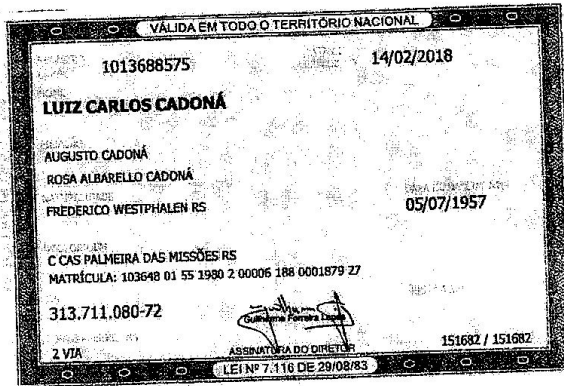 VÁLIDA EM TODO O TERRITÓRIO NACIONAL
1013688575
14/02/2018
LUIZ CARLOS CADONÁ
AUGUSTO CADONÁ
ROSA ALBARELLO CADONÁ
FREDERICO WESTPHALEN RS
05/07/1957
C CAS PALMEIRA DAS MISSÕES RS
MATRÍCULA: 103648 01 55 1980 2 00006 188 0001879 27
313.711.080-72
Guilherme Ferreira Lopes
2 VIA
ASSINATURA DO DIRETOR
151682 / 151682
LEI Nº 7.116 DE 29/08/83